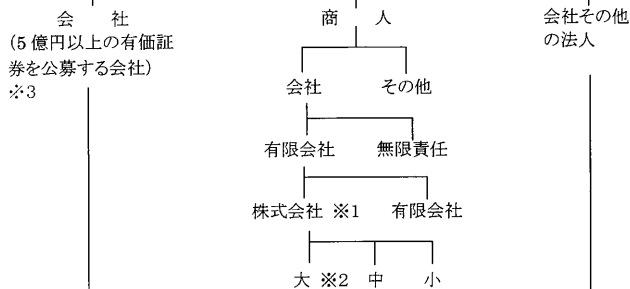 会　社
(5億円以上の有価証
券を公募する会社)
※3
商　人
会社　その他
有限会社　無限責任
株式会社 ※1　有限会社
大 ※2　中　小
会社その他
の法人